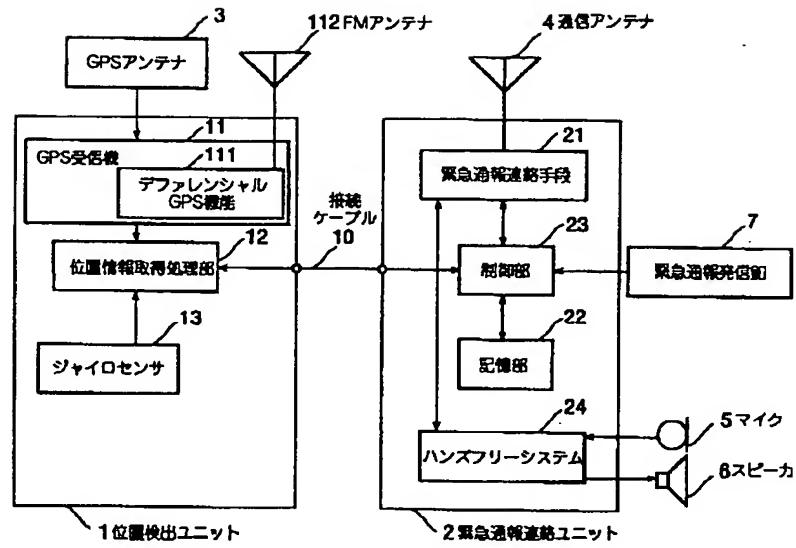 3
GPSアンテナ
112 FMアンテナ
4 通信アンテナ
11
GPS受信機
111
デファレンシャル
GPS機能
21
緊急通報連絡手段
接続
ケーブル
10
12
位置情報取得処理部
23
制御部
7
緊急通報発信釦
13
ジャイロセンサ
22
記憶部
24
ハンズフリーシステム
5 マイク
6 スピーカ
1 位置検出ユニット
2 緊急通報連絡ユニット